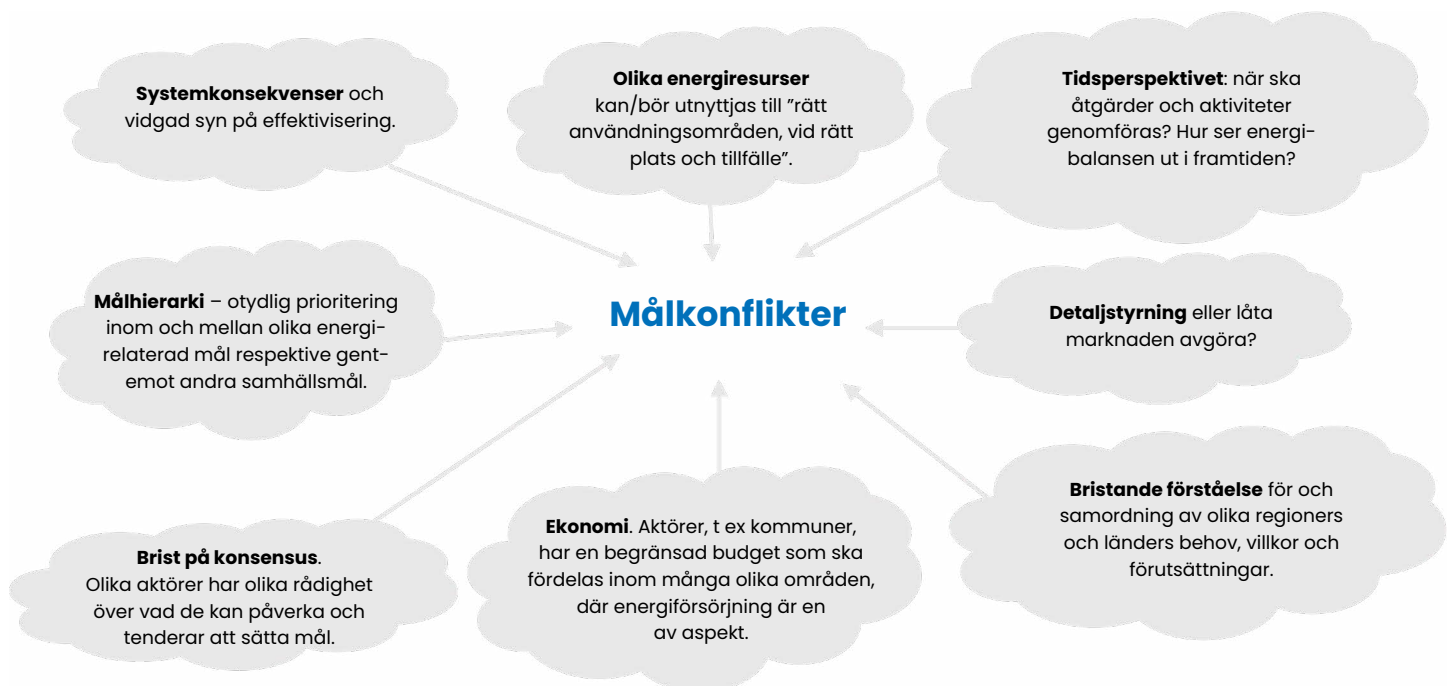 Systemkonsekvenser och
vidgad syn på effektivisering.
Olika energiresurser
kan/bör utnyttjas till ”rätt
användningsområden, vid rätt
plats och tillfälle”.
Tidsperspektivet: när ska
åtgärder och aktiviteter
genomföras? Hur ser energi-
balansen ut i framtiden?
Målhierarki – otydlig prioritering
inom och mellan olika energi-
relaterad mål respektive gent-
emot andra samhällsmål.
Målkonflikter
Detaljstyrning eller låta
marknaden avgöra?
Brist på konsensus.
Olika aktörer har olika rådighet
över vad de kan påverka och
tenderar att sätta mål.
Ekonomi. Aktörer, t ex kommuner,
har en begränsad budget som ska
fördelas inom många olika områden,
där energiförsörjning är en
av aspekt.
Bristande förståelse för och
samordning av olika regioners
och länders behov, villkor och
förutsättningar.